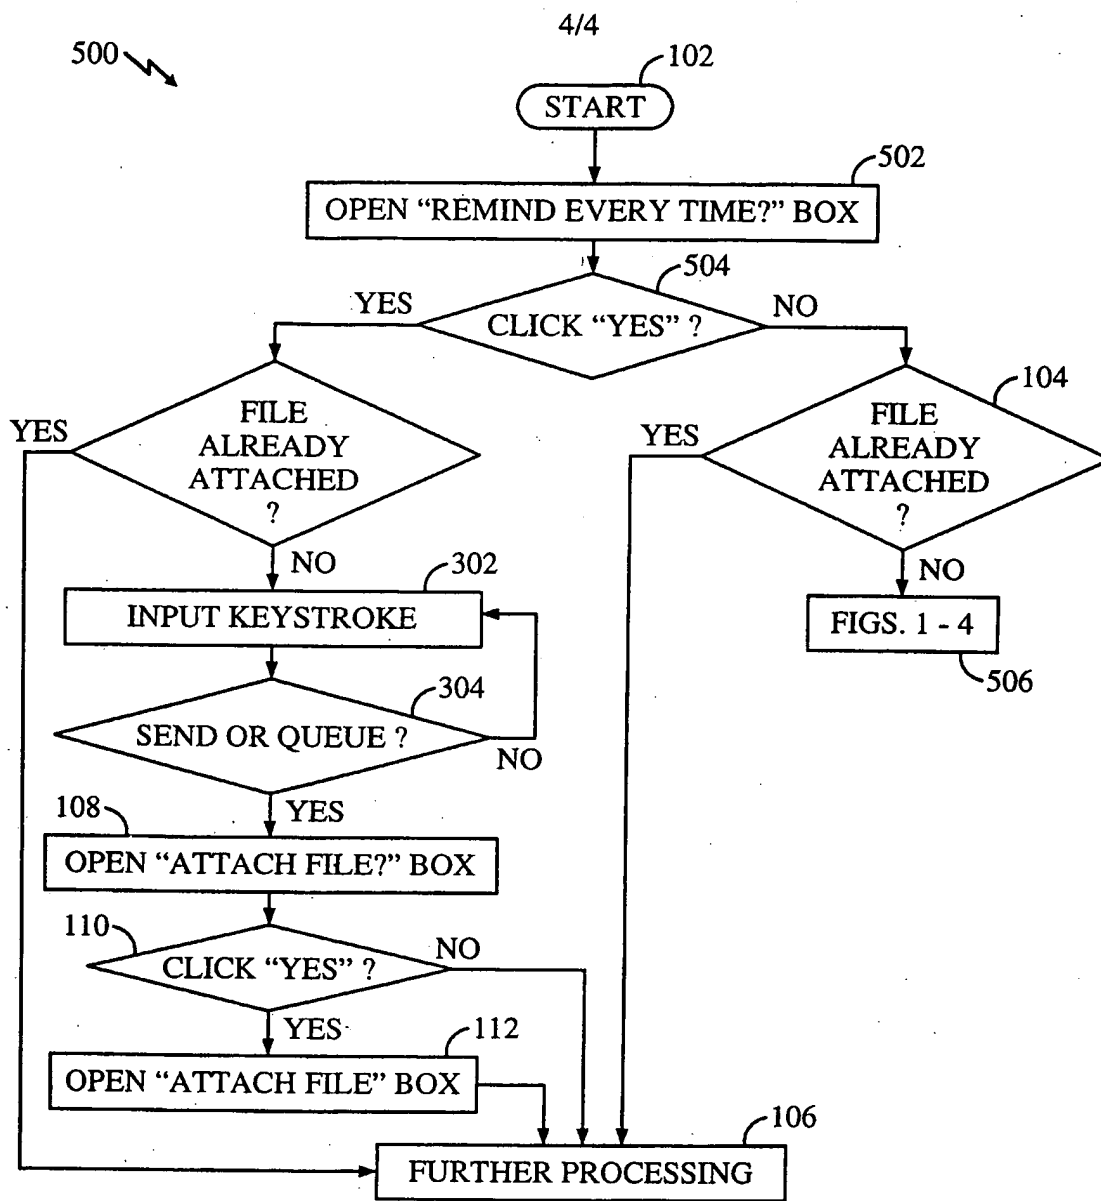 4/4
500
102
START
502
OPEN “REMIND EVERY TIME?” BOX
504
YES
CLICK “YES” ?
NO
104
YES
FILE
ALREADY
ATTACHED
?
YES
FILE
ALREADY
ATTACHED
?
NO
NO
302
INPUT KEYSTROKE
FIGS. 1 - 4
506
304
SEND OR QUEUE ?
NO
YES
108
OPEN “ATTACH FILE?” BOX
110
CLICK “YES” ?
NO
YES
112
OPEN “ATTACH FILE” BOX
106
FURTHER PROCESSING